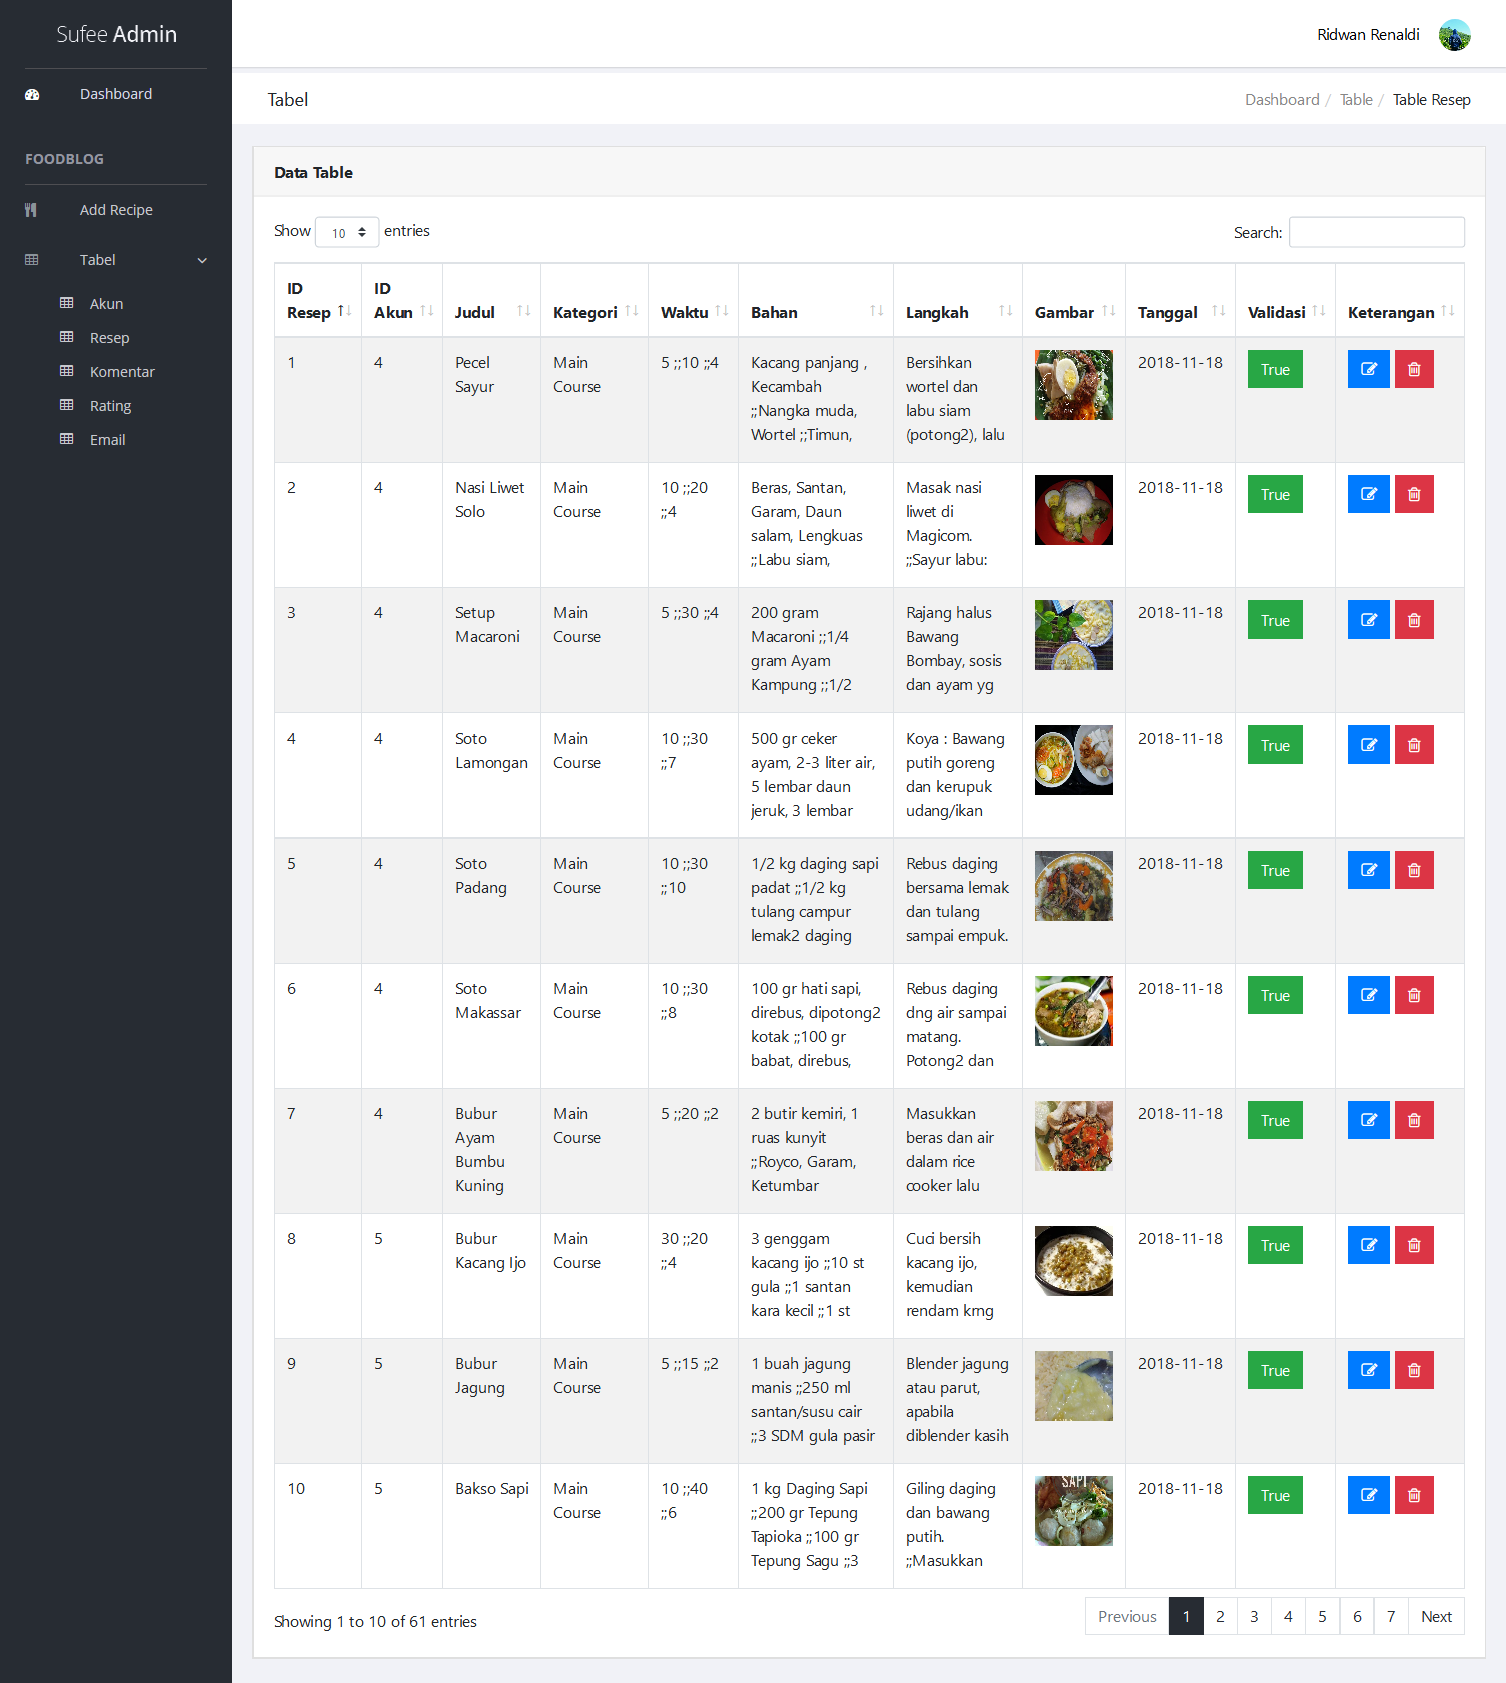 Sufee Admin
Ridwan Renaldi
Dashboard
Tabel
Dashboard / Table / Table Resep
FOODBLOG
Data Table
Add Recipe
Show 10 entries
Search:
Tabel
Akun
Resep
Komentar
Rating
Email
ID Resep ID Akun Judul Kategori Waktu Bahan Langkah Gambar Tanggal Validasi Keterangan
1 4 Pecel Main 5 ;;10 ;;4 Kacang panjang , Bersihkan 2018-11-18 True
Sayur Course Kecambah wortel dan
;;Nangka muda, labu siam
Wortel ;;Timun, (potong2), lalu
2 4 Nasi Liwet Main 10 ;;20 Beras, Santan, Masak nasi 2018-11-18 True
Solo Course ;;4 Garam, Daun liwet di
salam, Lengkuas Magicom.
;;Labu siam, ;;Sayur labu:
3 4 Setup Main 5 ;;30 ;;4 200 gram Rajang halus 2018-11-18 True
Macaroni Course Macaroni ;;1/4 Bawang
gram Ayam Bombay, sosis
Kampung ;;1/2 dan ayam yg
4 4 Soto Main 10 ;;30 500 gr ceker Koya : Bawang 2018-11-18 True
Lamongan Course ;;7 ayam, 2-3 liter air, putih goreng
5 lembar daun dan kerupuk
jeruk, 3 lembar udang/ikan
5 4 Soto Main 10 ;;30 1/2 kg daging sapi Rebus daging 2018-11-18 True
Padang Course ;;10 padat ;;1/2 kg bersama lemak
tulang campur dan tulang
lemak2 daging sampai empuk.
6 4 Soto Main 10 ;;30 100 gr hati sapi, Rebus daging 2018-11-18 True
Makassar Course ;;8 direbus, dipotong2 dng air sampai
kotak ;;100 gr matang.
babat, direbus, Potong2 dan
7 4 Bubur Main 5 ;;20 ;;2 2 butir kemiri, 1 Masukkan 2018-11-18 True
Ayam Course ruas kunyit beras dan air
Bumbu ;;Royco, Garam, dalam rice
Kuning Ketumbar cooker lalu
8 5 Bubur Main 30 ;;20 3 genggam Cuci bersih 2018-11-18 True
Kacang Ijo Course ;;4 kacang ijo ;;10 st kacang ijo,
gula ;;1 santan kemudian
kara kecil ;;1 st rendam krng
9 5 Bubur Main 5 ;;15 ;;2 1 buah jagung Blender jagung 2018-11-18 True
Jagung Course manis ;;250 ml atau parut,
santan/susu cair apabila
;;3 SDM gula pasir diblender kasih
10 5 Bakso Sapi Main 10 ;;40 1 kg Daging Sapi Giling daging SAPI 2018-11-18 True
Course ;;6 ;;200 gr Tepung dan bawang
Tapioka ;;100 gr putih.
Tepung Sagu ;;3 ;;Masukkan
Showing 1 to 10 of 61 entries
Previous 1 2 3 4 5 6 7 Next